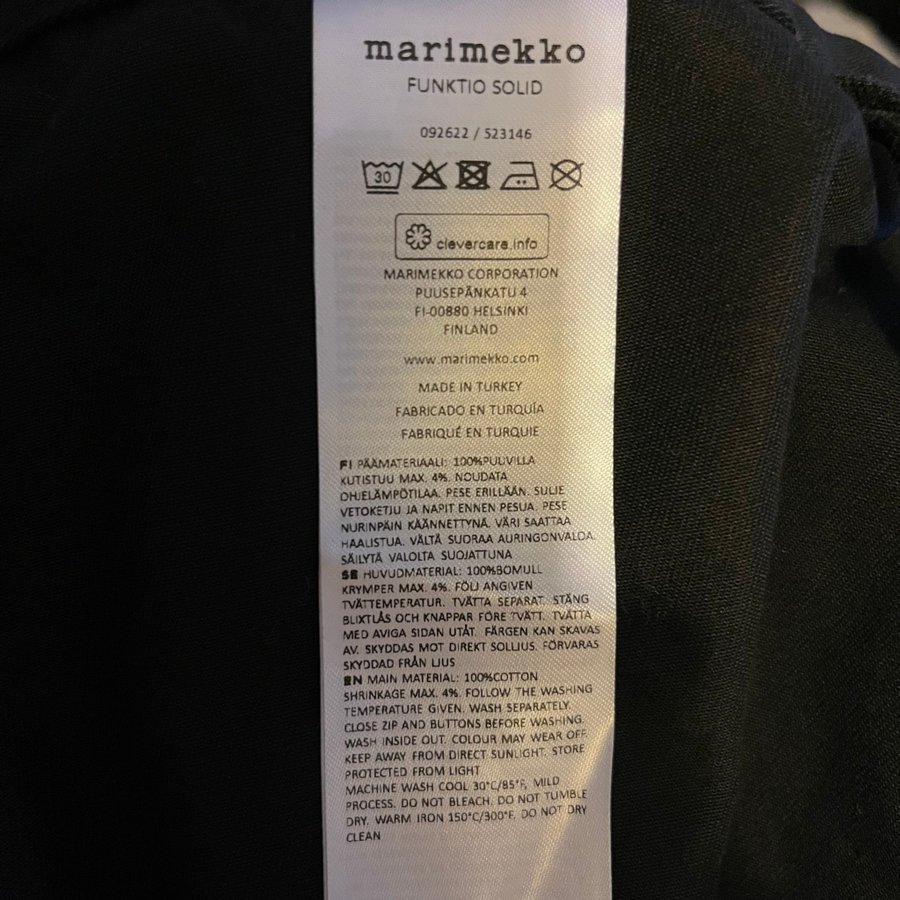 marimekko
FUNKTIO SOLID
092622 / 523146
30
clevercare.info
MARIMEKKO CORPORATION
PUUSEPÄNKATU 4
FI-00880 HELSINKI
FINLAND
www.marimekko.com
MADE IN TURKEY
FABRICADO EN TURQUÍA
FABRIQUÉ EN TURQUIE
FI PÄÄMATERIAALI: 100%PUUVILLA
KUTISTUU MAX. 4%. NOUDATA
OHJELÄMPÖTILAA. PESE ERILLÄÄN. SULJE
VETOKETJU JA NAPIT ENNEN PESUA. PESE
NURINPÄIN KÄÄNNETTYNÄ. VÄRI SAATTAA
HAALISTUA. VÄLTÄ SUORAA AURINGONVALOA.
SÄILYTÄ VALOLTA SUOJATTUNA
SE HUVUDMATERIAL: 100%BOMULL
KRYMPER MAX. 4%. FÖLJ ANGIVEN
TVÄTTEMPERATUR. TVÄTTA SEPARAT. STÄNG
BLIXTLÅS OCH KNAPPAR FÖRE TVÄTT. TVÄTTA
MED AVIGA SIDAN UTÅT. FÄRGEN KAN SKAVAS
AV. SKYDDAS MOT DIREKT SOLLJUS. FÖRVARAS
SKYDDAD FRÅN LJUS
EN MAIN MATERIAL: 100%COTTON
SHRINKAGE MAX. 4%. FOLLOW THE WASHING
TEMPERATURE GIVEN. WASH SEPARATELY.
CLOSE ZIP AND BUTTONS BEFORE WASHING.
WASH INSIDE OUT. COLOUR MAY WEAR OFF.
KEEP AWAY FROM DIRECT SUNLIGHT. STORE
PROTECTED FROM LIGHT
MACHINE WASH COOL 30°C/85°F, MILD
PROCESS. DO NOT BLEACH. DO NOT TUMBLE
DRY. WARM IRON 150°C/300°F. DO NOT DRY
CLEAN